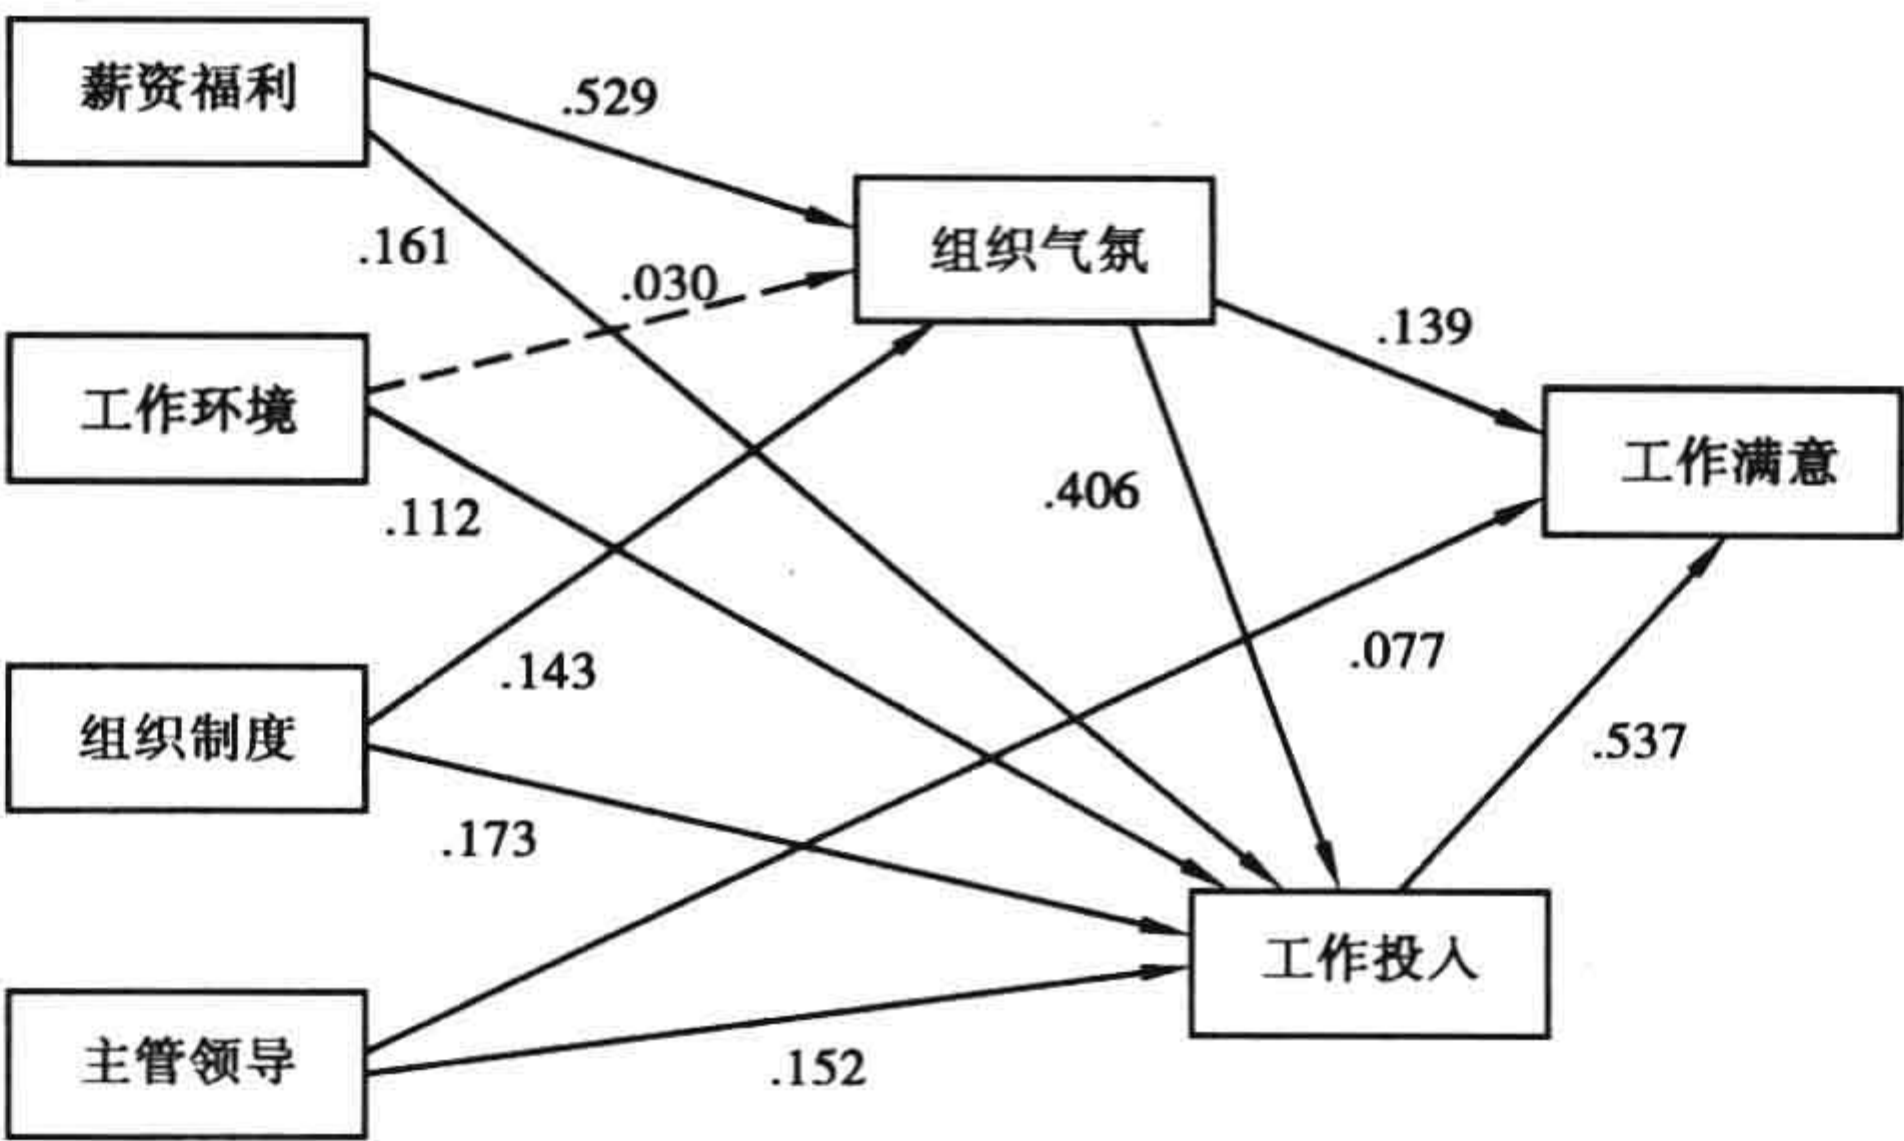 薪资福利
.529
.161
组织气氛
.030
.139
工作环境
工作满意
.112
.406
.143
.077
组织制度
.537
.173
工作投入
主管领导
.152